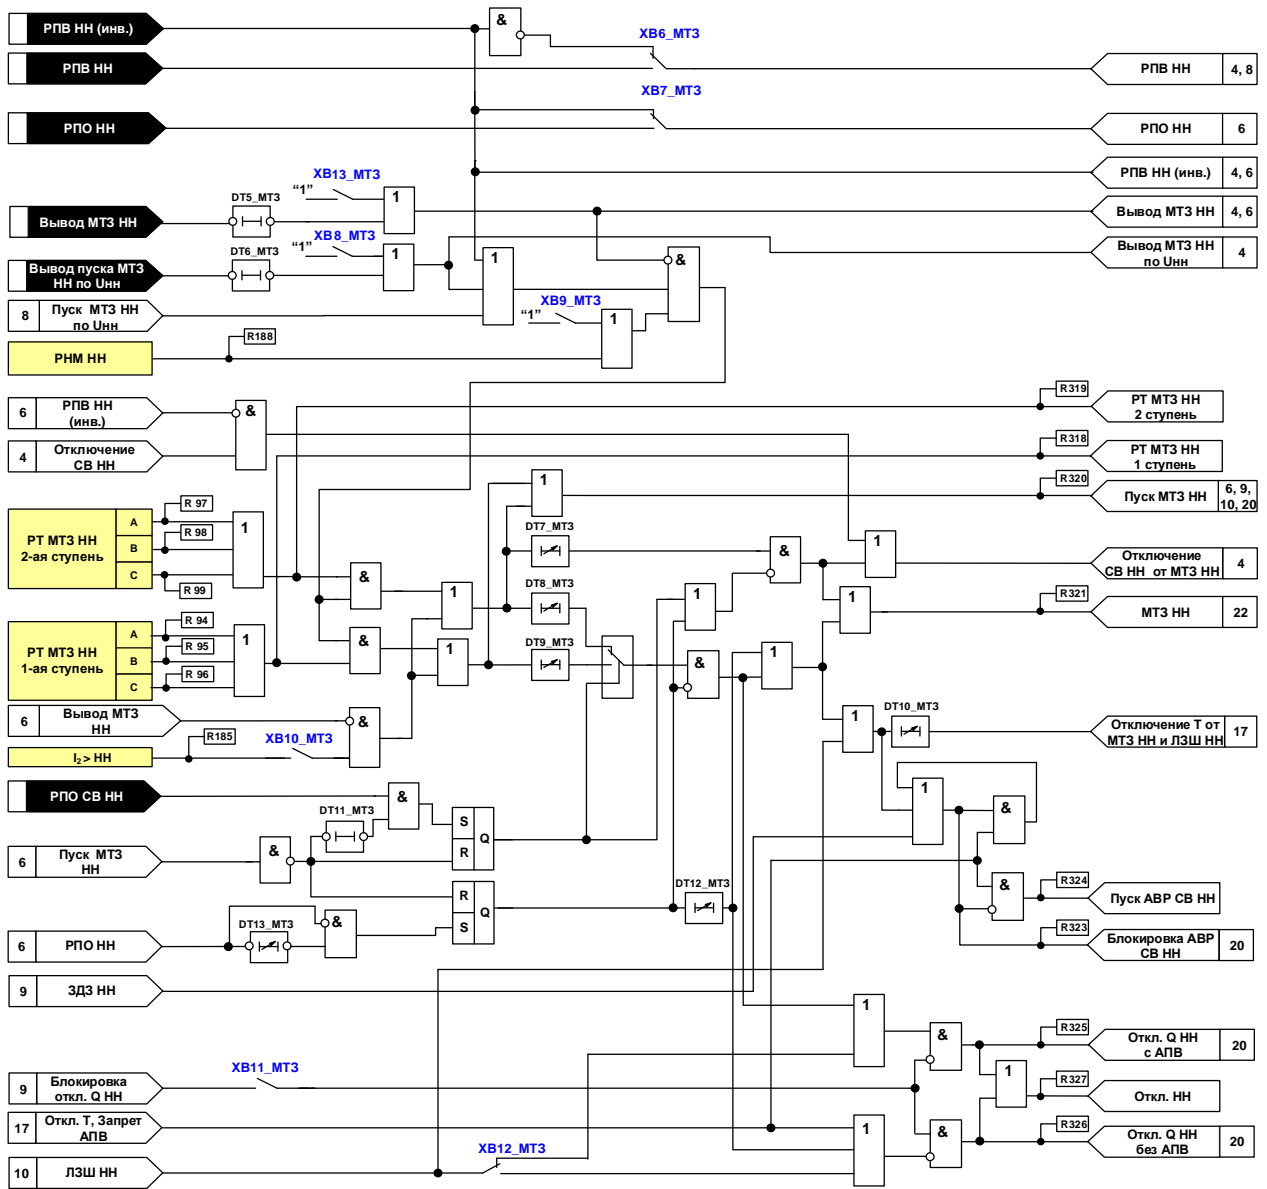 РПВ НН (инв.)
&
XB6_МТЗ
РПВ НН
РПВ НН 4, 8
XB7_МТЗ
РПО НН
РПО НН 6
РПВ НН (инв.) 4, 6
XB13_МТЗ
DT5_МТЗ "1"
1
Вывод МТЗ НН
Вывод МТЗ НН 4, 6
XB8_МТЗ
DT6_МТЗ "1"
1
Вывод пуска МТЗ
НН по Uнн
Вывод МТЗ НН
по Uнн 4
1
&
XB9_МТЗ
"1"
1
8 Пуск МТЗ НН
по Uнн
R188
РНМ НН
6 РПВ НН
(инв.)
&
4 Отключение
СВ НН
R319
РТ МТЗ НН
2 ступень
R318
РТ МТЗ НН
1 ступень
R320
Пуск МТЗ НН 6, 9,
10, 20
РТ МТЗ НН
2-ая ступень
A
B
C
R 97
R 98
R 99
1
1
DT7_МТЗ
&
1
Отключение
СВ НН от МТЗ НН 4
&
1
DT8_МТЗ
1
1
R321
МТЗ НН 22
РТ МТЗ НН
1-ая ступень
A
B
C
R 94
R 95
R 96
1
&
1
DT9_МТЗ
&
1
6 Вывод МТЗ
НН
R185
I2 > НН
XB10_МТЗ
&
1
DT10_МТЗ
Отключение Т от
МТЗ НН и ЛЗШ НН 17
РПО СВ НН
&
DT11_МТЗ
S
R
Q
1
&
6 Пуск МТЗ
НН
&
R
S
Q
DT12_МТЗ
&
R324
Пуск АВР СВ НН
6 РПО НН
DT13_МТЗ
&
R323
Блокировка АВР
СВ НН 20
9 ЗДЗ НН
1
&
R325
Откл. Q НН
с АПВ 20
XB11_МТЗ
9 Блокировка
откл. Q НН
1
R327
Откл. НН
17 Откл. Т, Запрет
АПВ
1
&
R326
Откл. Q НН
без АПВ 20
XB12_МТЗ
10 ЛЗШ НН